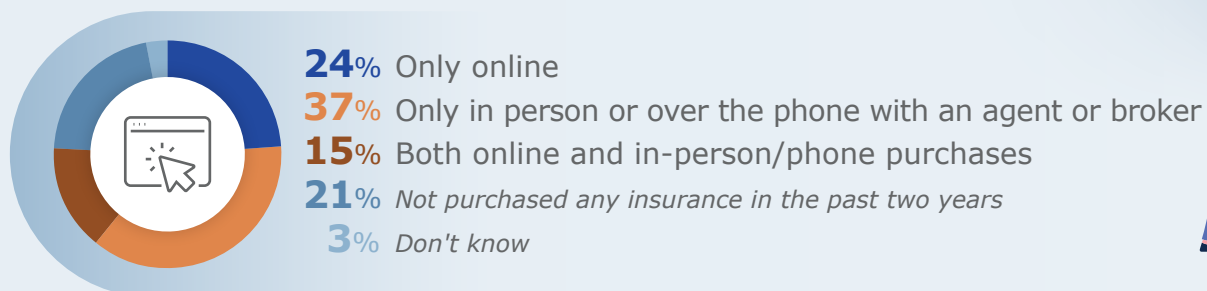 24% Only online
37% Only in person or over the phone with an agent or broker
15% Both online and in-person/phone purchases
21% Not purchased any insurance in the past two years
3% Don't know